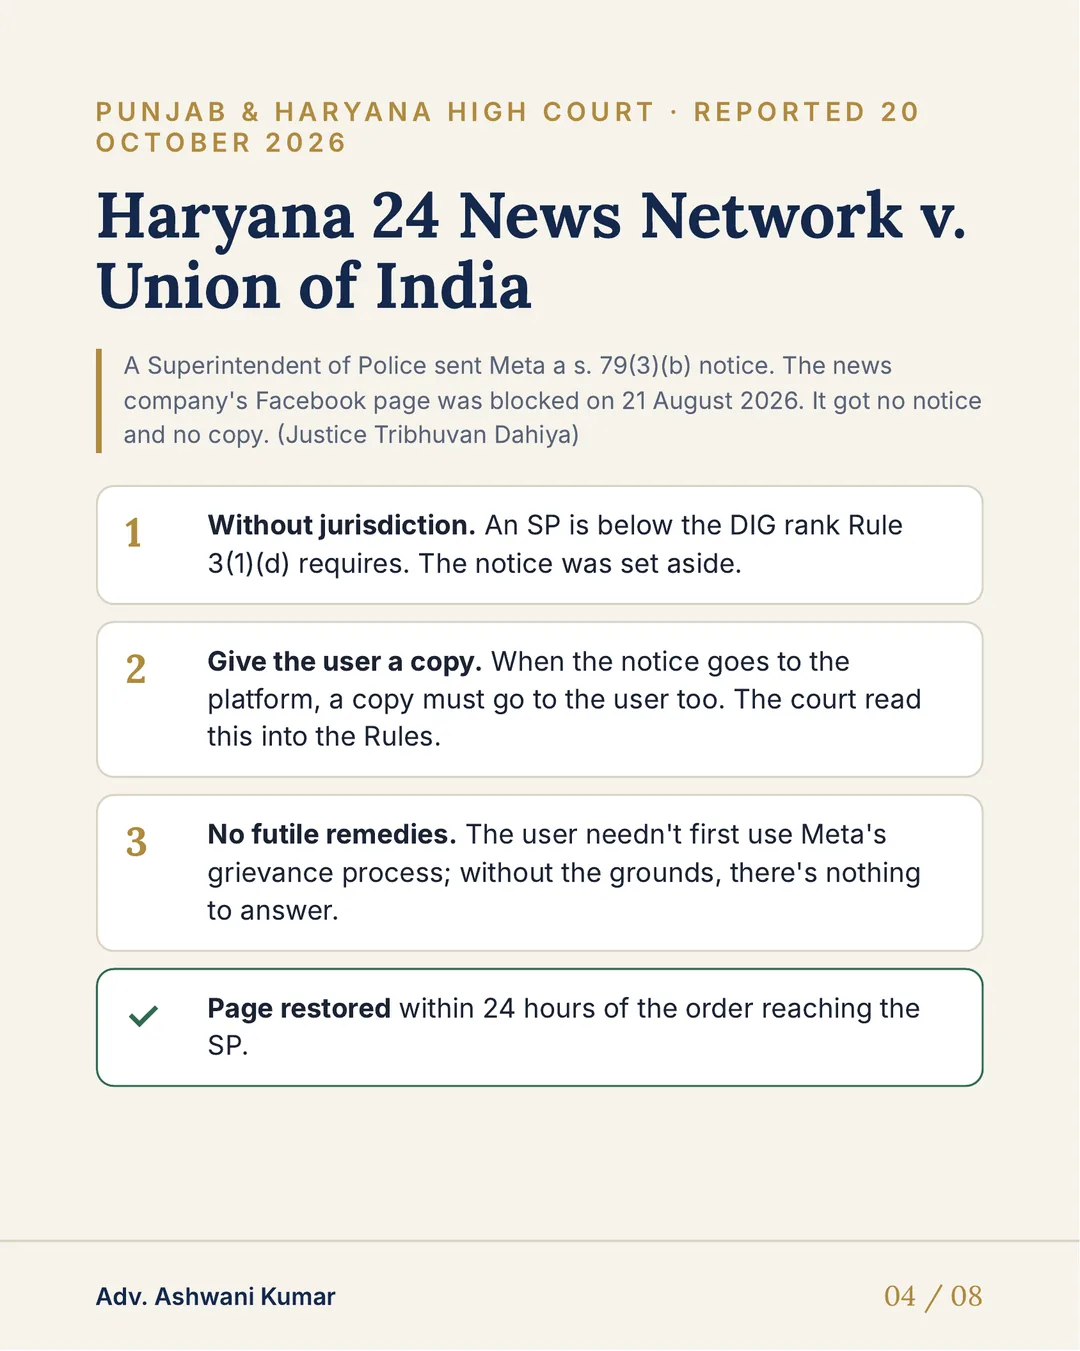 PUNJAB & HARYANA HIGH COURT · REPORTED 20
OCTOBER 2026
Haryana 24 News Network v.
Union of India
A Superintendent of Police sent Meta a s. 79(3)(b) notice. The news
company's Facebook page was blocked on 21 August 2026. It got no notice
and no copy. (Justice Tribhuvan Dahiya)
1
Without jurisdiction. An SP is below the DIG rank Rule
3(1)(d) requires. The notice was set aside.
2
Give the user a copy. When the notice goes to the
platform, a copy must go to the user too. The court read
this into the Rules.
3
No futile remedies. The user needn't first use Meta's
grievance process; without the grounds, there's nothing
to answer.
✓
Page restored within 24 hours of the order reaching the
SP.
Adv. Ashwani Kumar
04 / 08